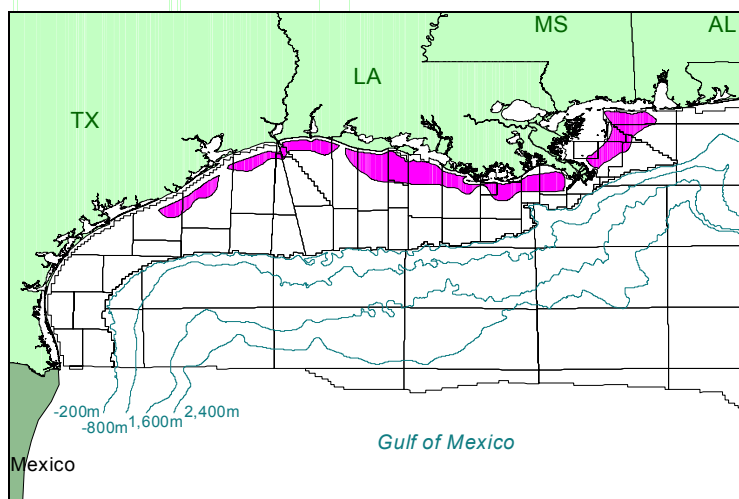 MS
AL
LA
TX
-200m
-800m
1,600m
2,400m
Gulf of Mexico
Mexico